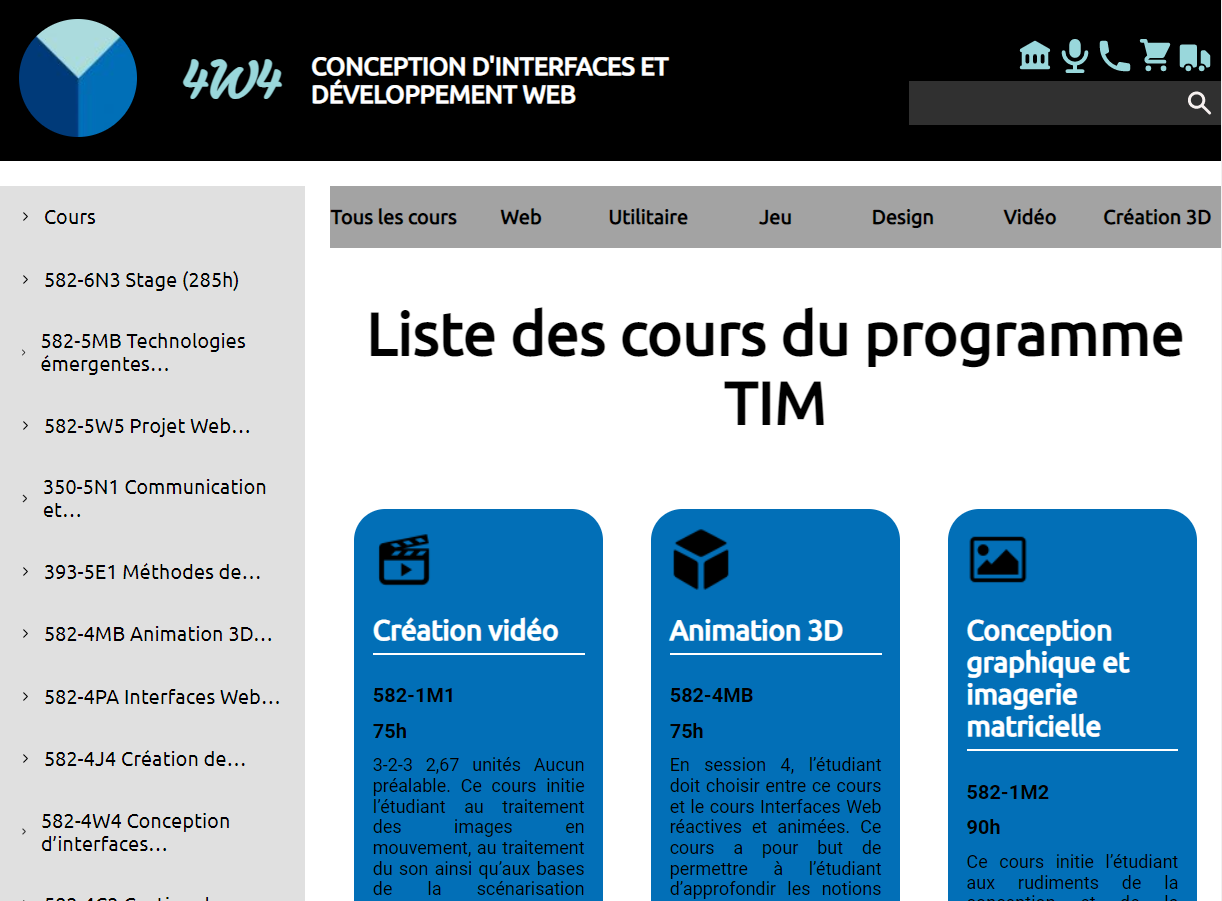 4W4
CONCEPTION D'INTERFACES ET
DÉVELOPPEMENT WEB
Cours
582-6N3 Stage (285h)
582-5MB Technologies
émergentes…
582-5W5 Projet Web…
350-5N1 Communication
et…
393-5E1 Méthodes de…
582-4MB Animation 3D…
582-4PA Interfaces Web…
582-4J4 Création de…
582-4W4 Conception
d’interfaces…
Tous les cours
Web
Utilitaire
Jeu
Design
Vidéo
Création 3D
Liste des cours du programme
TIM
Création vidéo
582-1M1
75h
3-2-3 2,67 unités Aucun
préalable. Ce cours initie
l’étudiant au traitement
des images en
mouvement, au traitement
du son ainsi qu’aux bases
de la scénarisation
Animation 3D
582-4MB
75h
En session 4, l’étudiant
doit choisir entre ce cours
et le cours Interfaces Web
réactives et animées. Ce
cours a pour but de
permettre à l’étudiant
d’approfondir les notions
Conception
graphique et
imagerie
matricielle
582-1M2
90h
Ce cours initie l’étudiant
aux rudiments de la
conception et de la